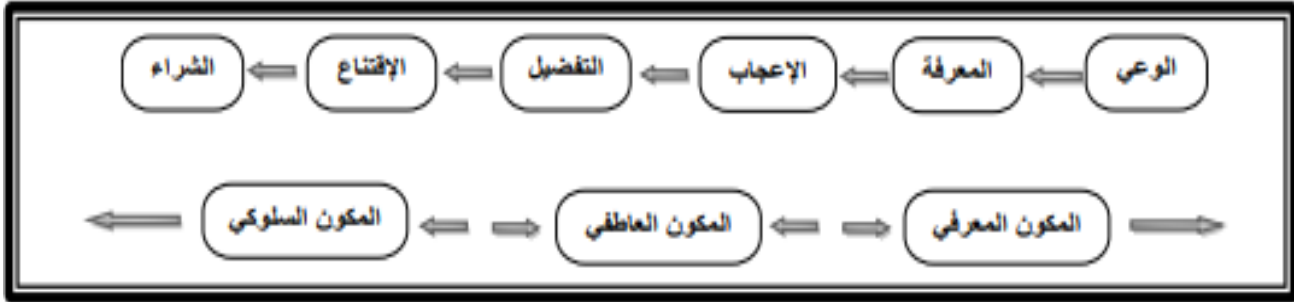 الوعي المعرفة الإعجاب التفضيل الإقتناع الشراء
المكون المعرفي المكون العاطفي المكون السلوكي